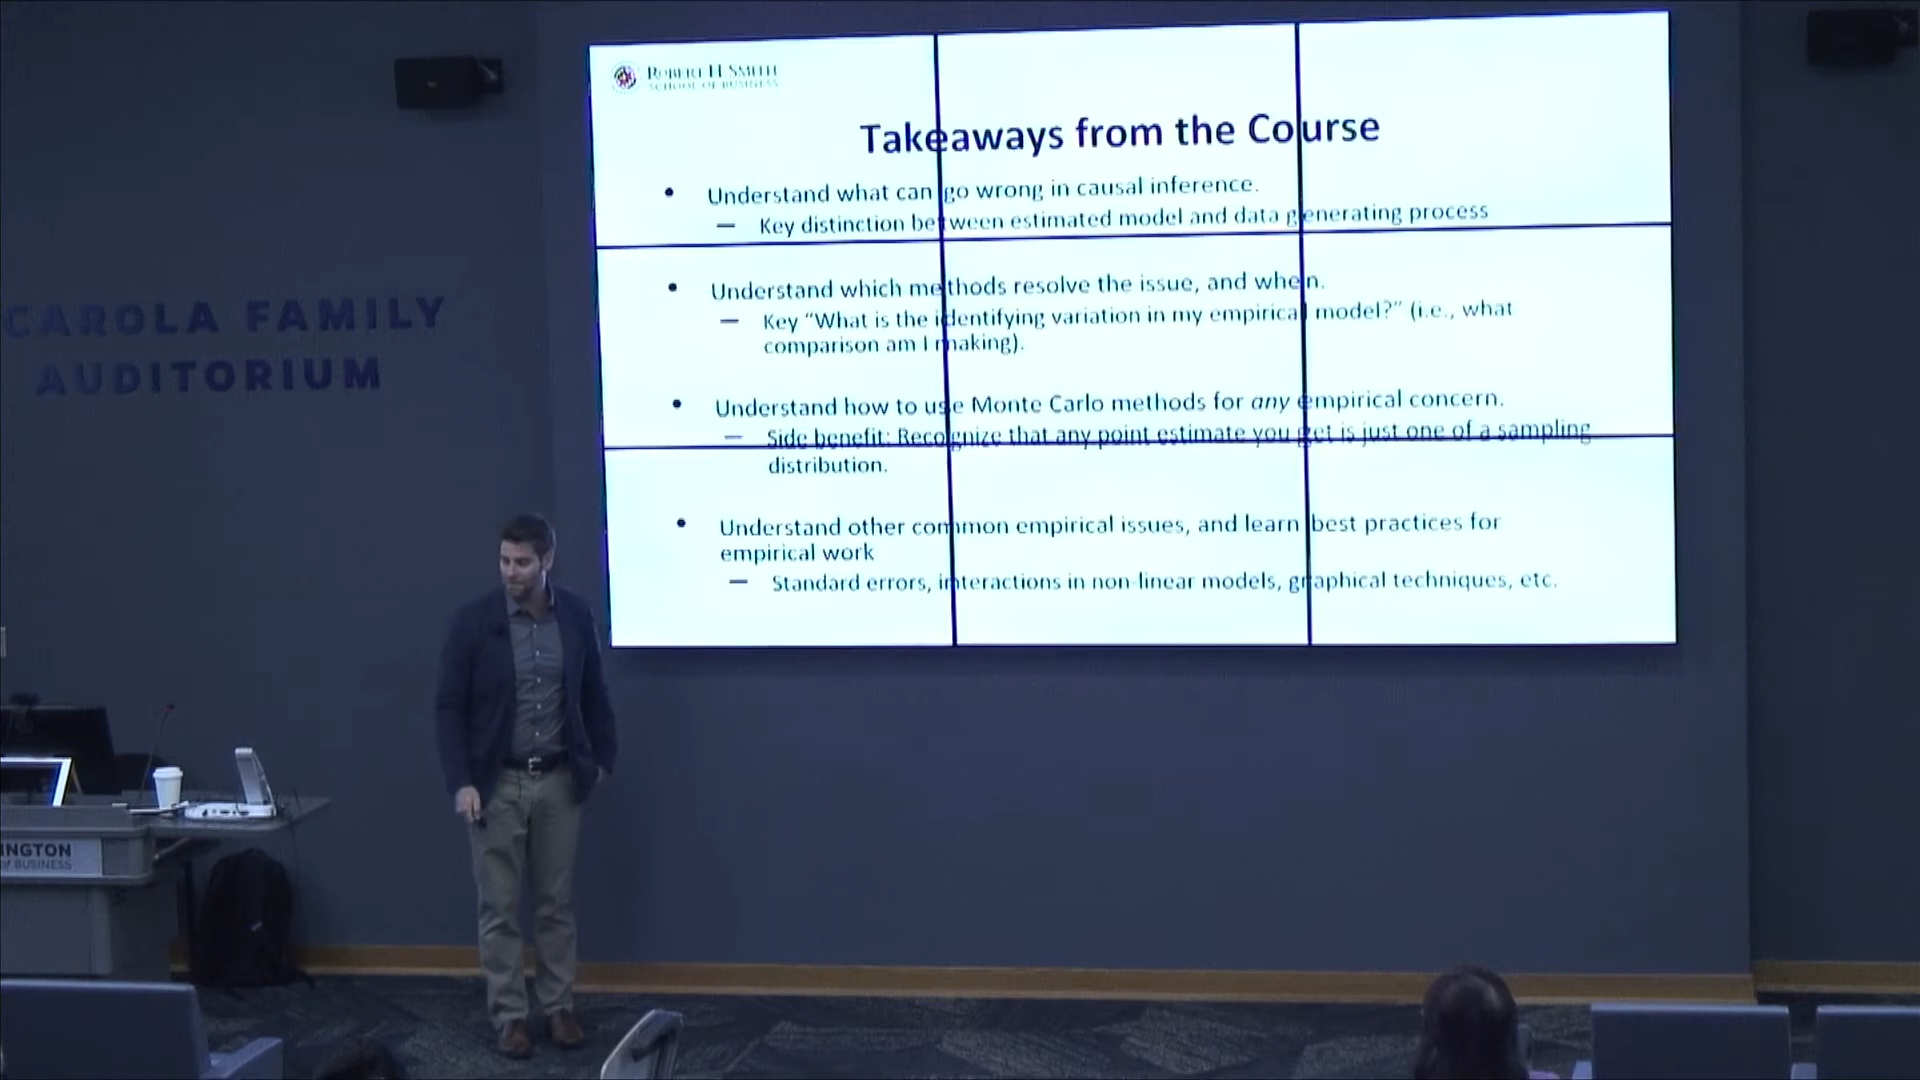 ROBERT H. SMITH
SCHOOL OF BUSINESS
Takeaways from the Course
• Understand what can go wrong in causal inference.
— Key distinction between estimated model and data generating process
• Understand which methods resolve the issue, and when.
— Key “What is the identifying variation in my empirical model?” (i.e., what
comparison am I making).
• Understand how to use Monte Carlo methods for any empirical concern.
— Side benefit: Recognize that any point estimate you get is just one of a sampling
distribution.
• Understand other common empirical issues, and learn best practices for
empirical work
— Standard errors, interactions in non-linear models, graphical techniques, etc.
CAROLA FAMILY
AUDITORIUM
INGTON
of BUSINESS